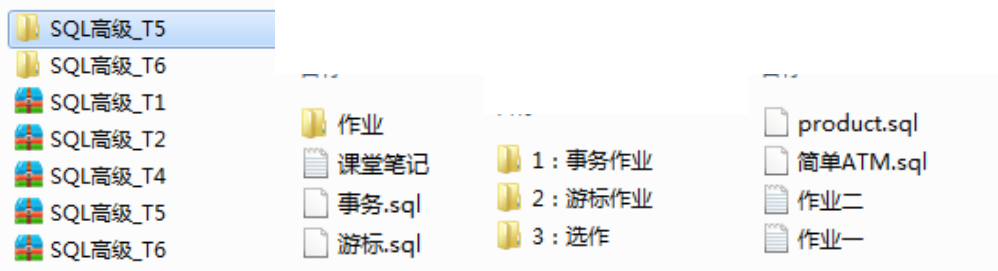 SQL高级_T5
SQL高级_T6
SQL高级_T1
SQL高级_T2
SQL高级_T4
SQL高级_T5
SQL高级_T6
作业
课堂笔记
事务.sql
游标.sql
1：事务作业
2：游标作业
3：选作
product.sql
简单ATM.sql
作业二
作业一